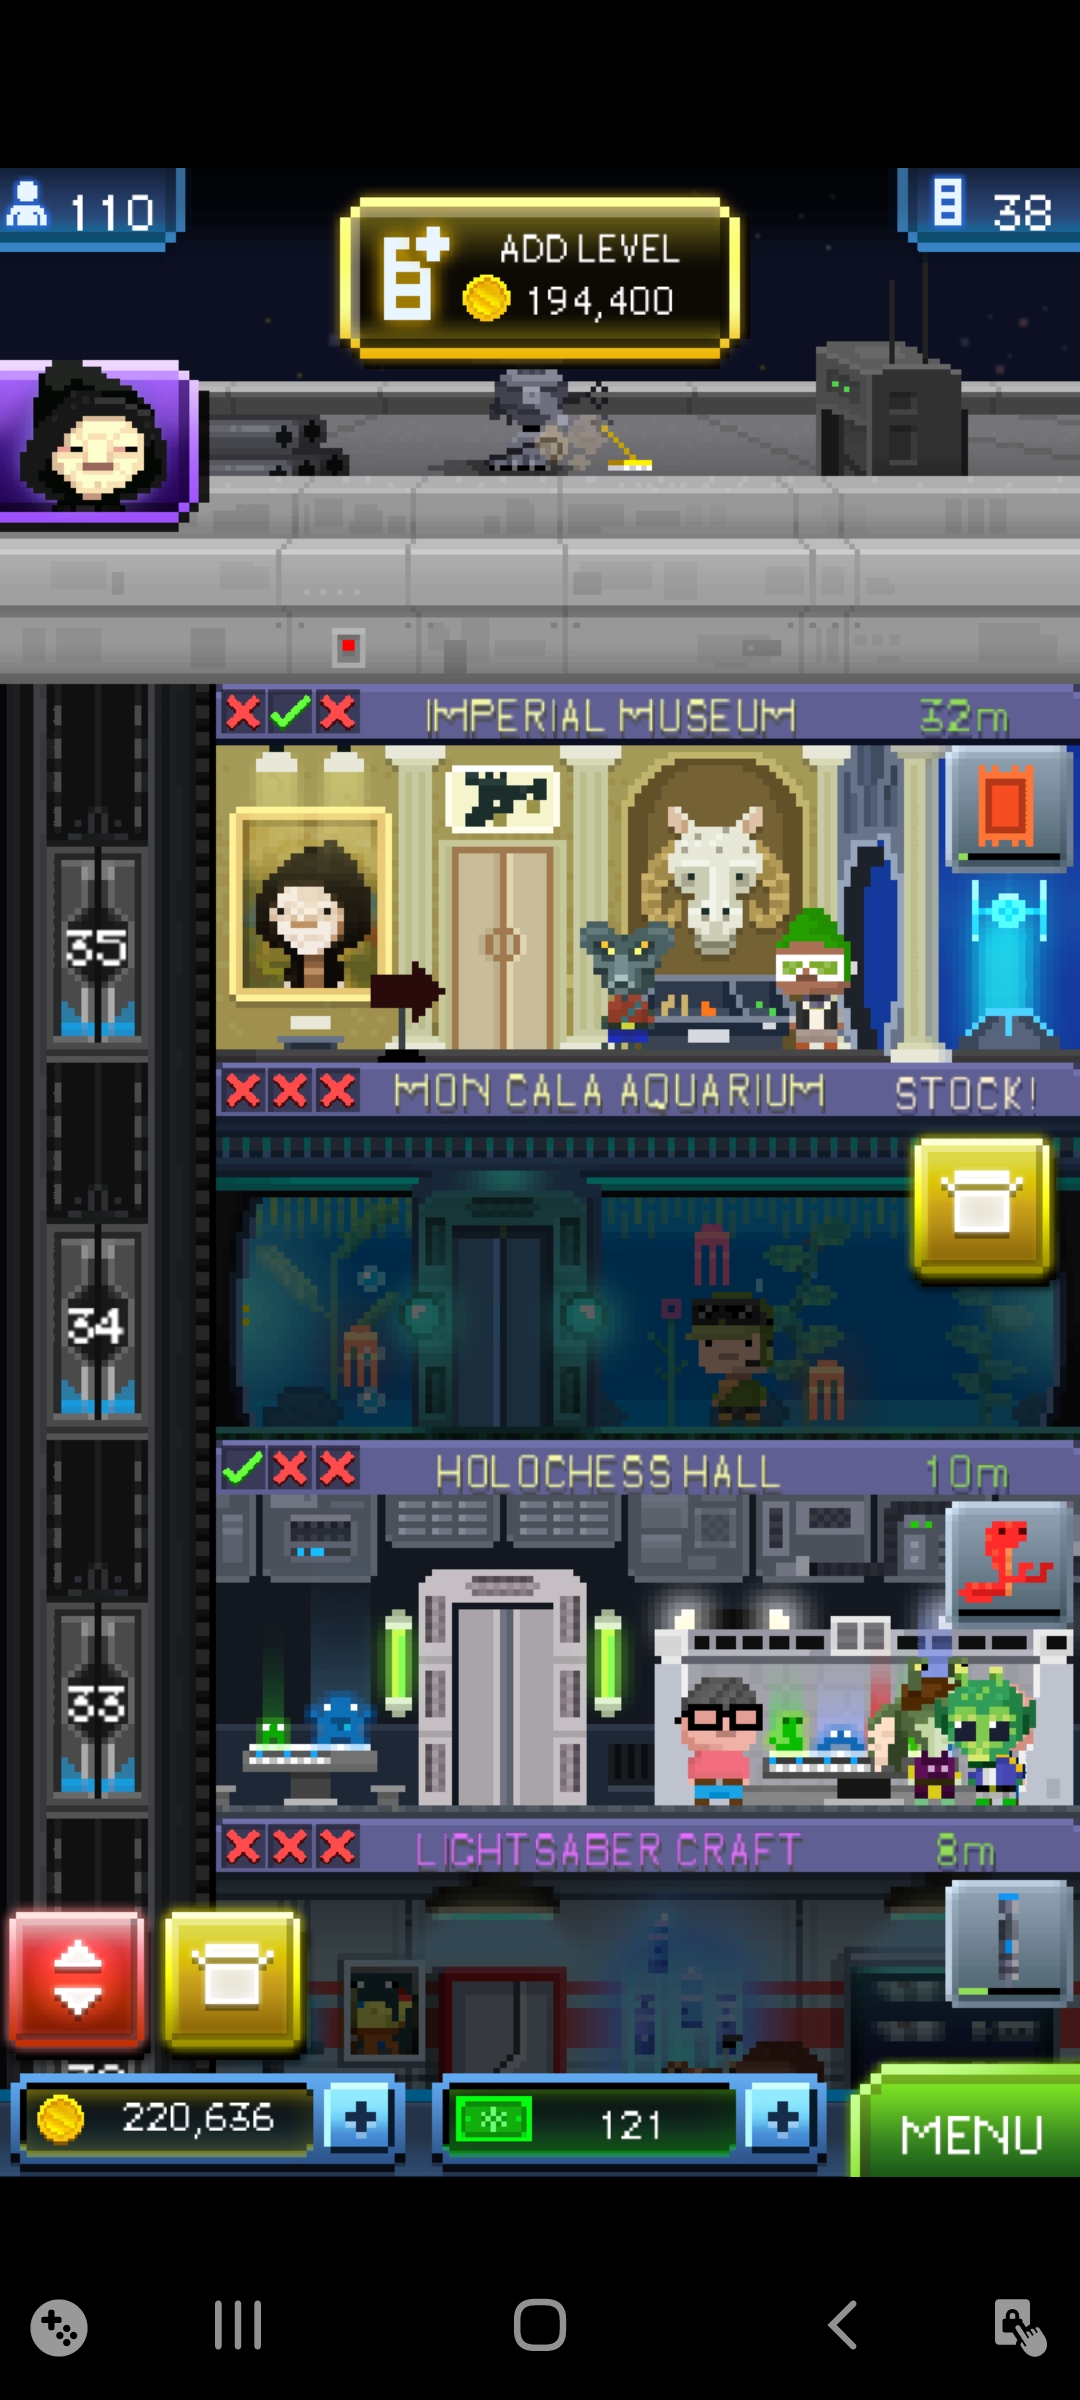 110
ADD LEVEL
194,400
38
IMPERIAL MUSEUM 32m
35
MON CALA AQUARIUM STOCK!
34
HOLOCHESS HALL 10m
33
LIGHTSABER CRAFT 8m
220,636
121
MENU